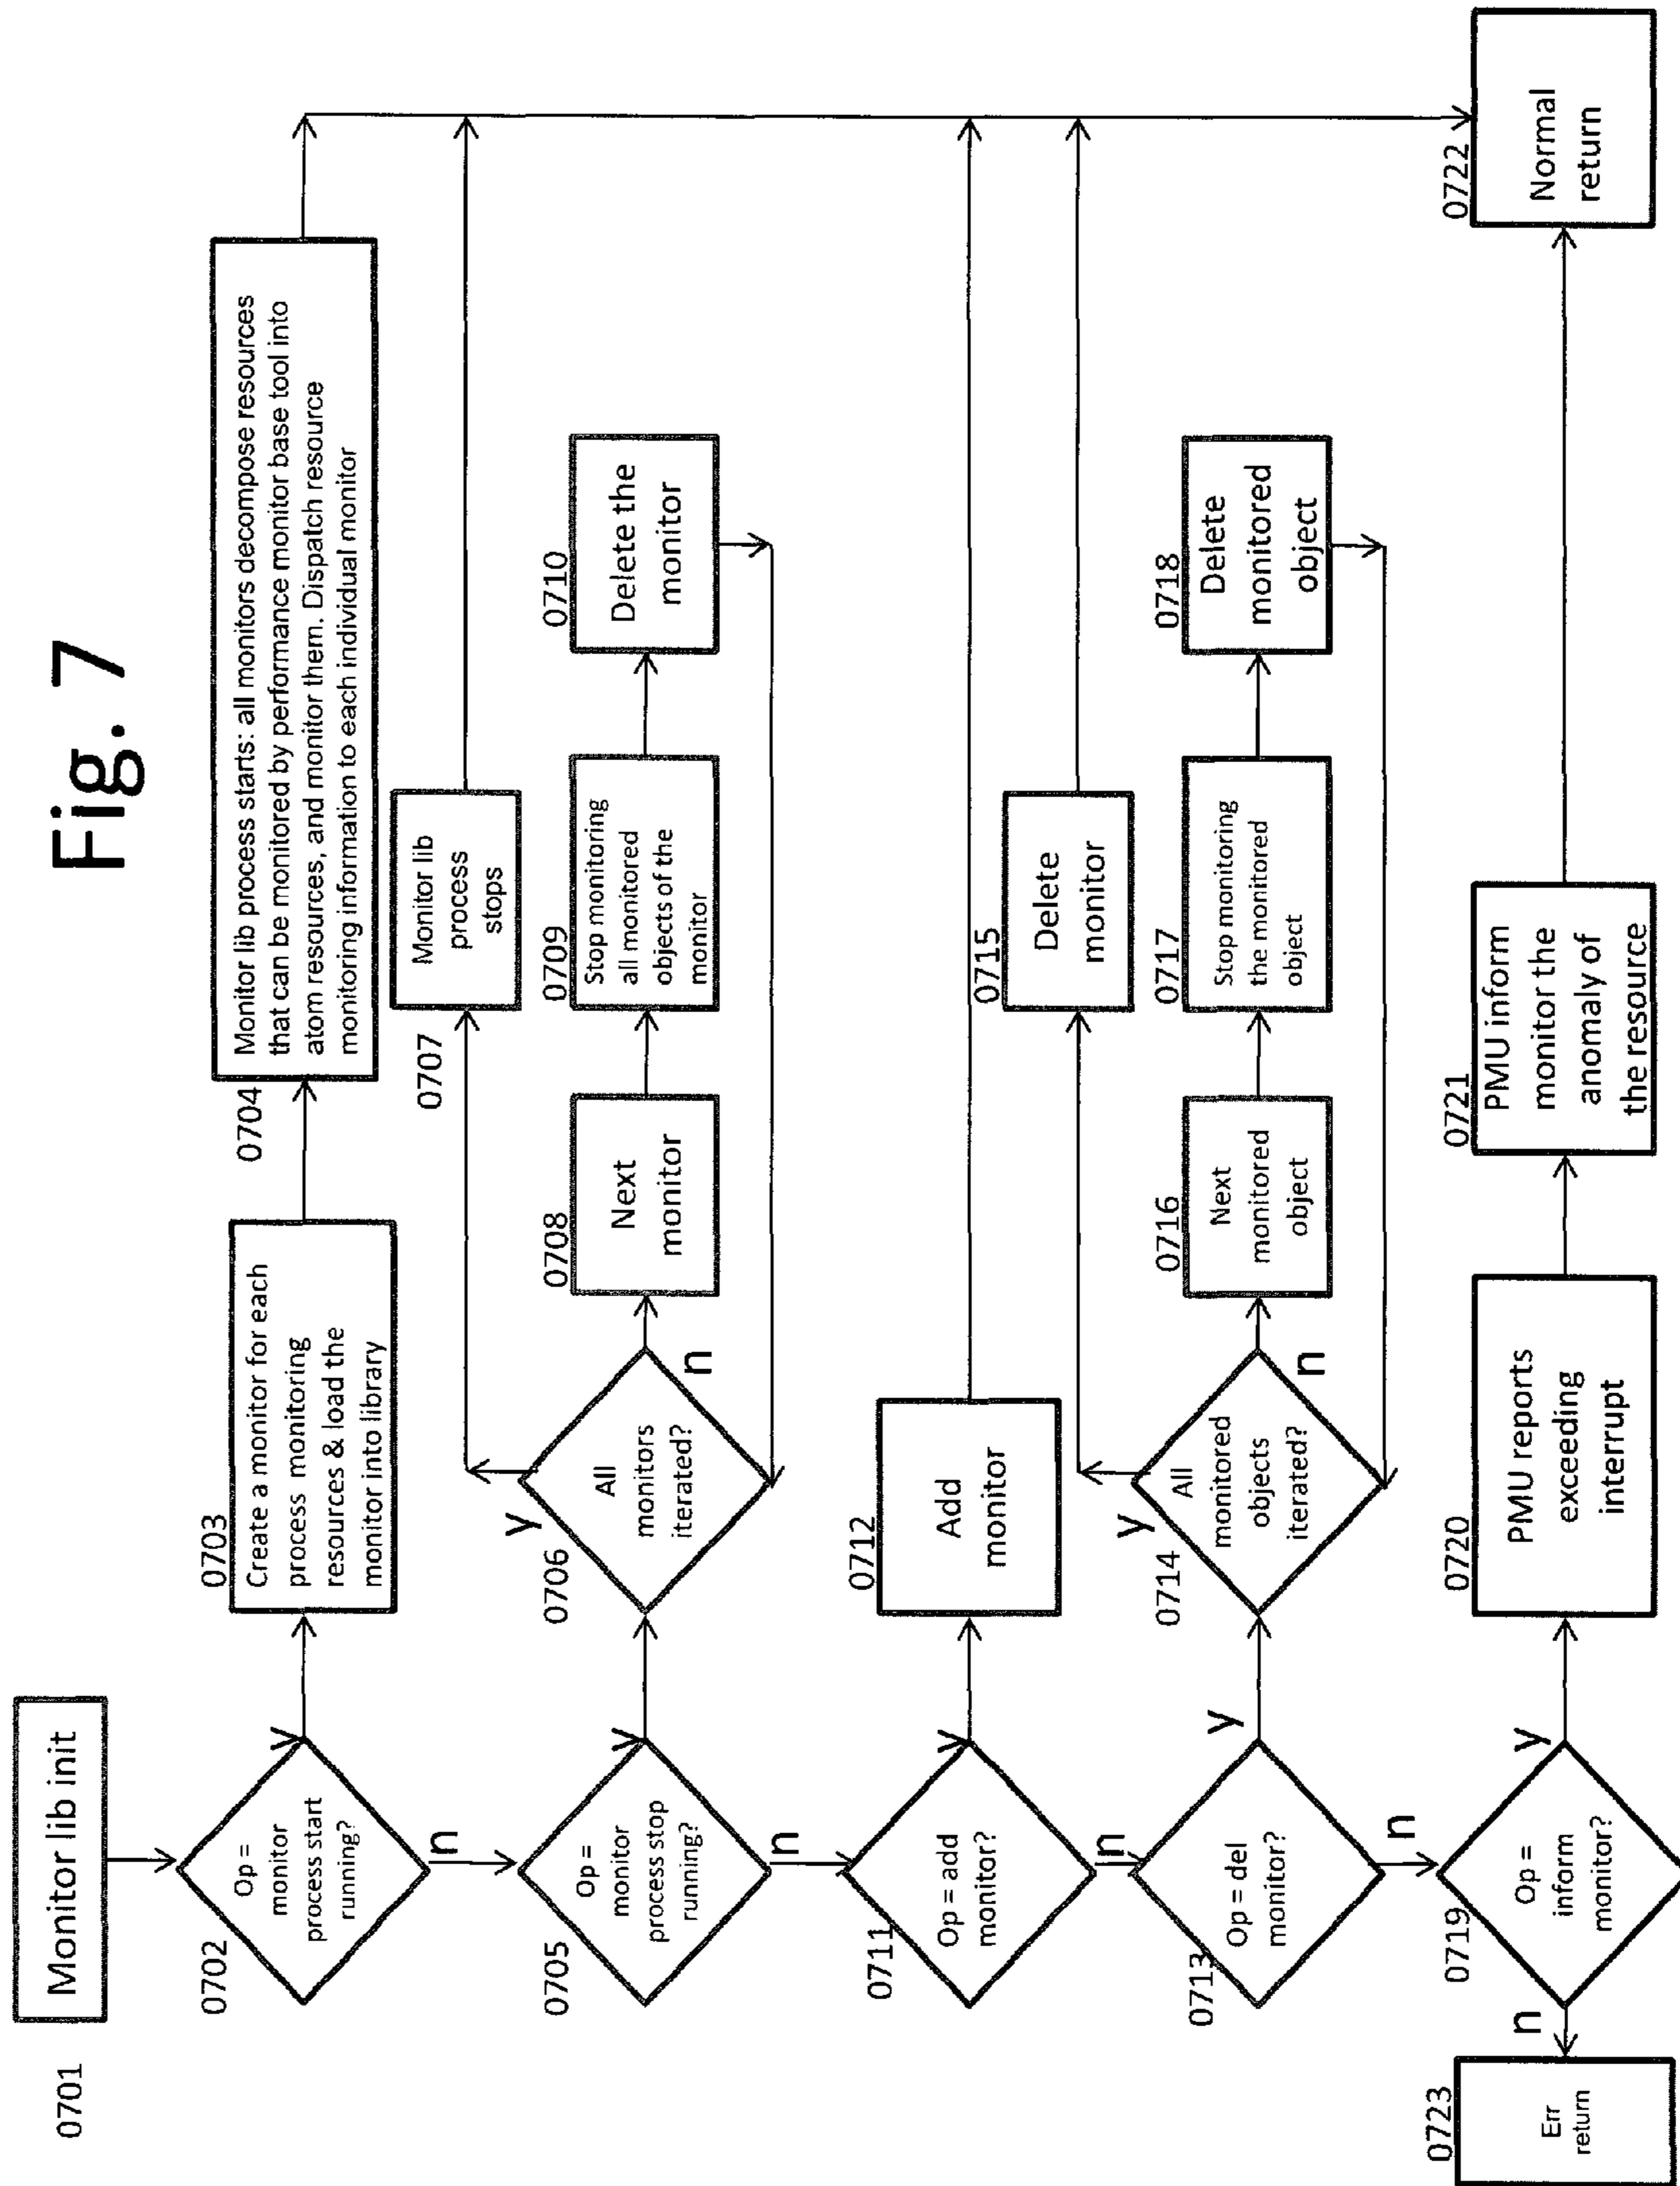 Fig. 7
0701
Monitor lib init
0702
Op =
monitor
process start
running?
y
n
0703
Create a monitor for each
process monitoring
resources & load the
monitor into library
0704
Monitor lib process starts: all monitors decompose resources
that can be monitored by performance monitor base tool into
atom resources, and monitor them. Dispatch resource
monitoring information to each individual monitor
0705
Op =
monitor
process stop
running?
y
n
0706
All
monitors
iterated?
y
n
0707
Monitor lib
process
stops
0708
Next
monitor
0709
Stop monitoring
all monitored
objects of the
monitor
0710
Delete the
monitor
0711
Op = add
monitor?
y
n
0712
Add
monitor
0713
Op = del
monitor?
y
n
0714
All
monitored
objects
iterated?
y
n
0715
Delete
monitor
0716
Next
monitored
object
0717
Stop monitoring
the monitored
object
0718
Delete
monitored
object
0719
Op =
inform
monitor?
y
n
0720
PMU reports
exceeding
interrupt
0721
PMU inform
monitor the
anomaly of
the resource
0722
Normal
return
0723
Err
return